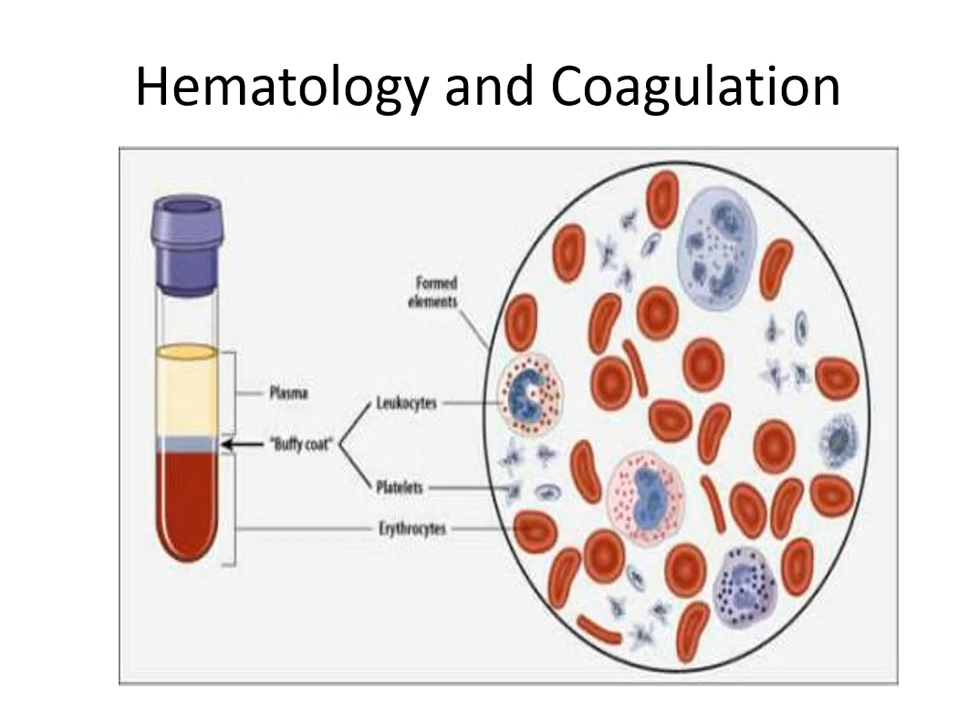 Hematology and Coagulation
Formed
elements
Plasma
Leukocytes
"Buffy coat"
Platelets
Erythrocytes